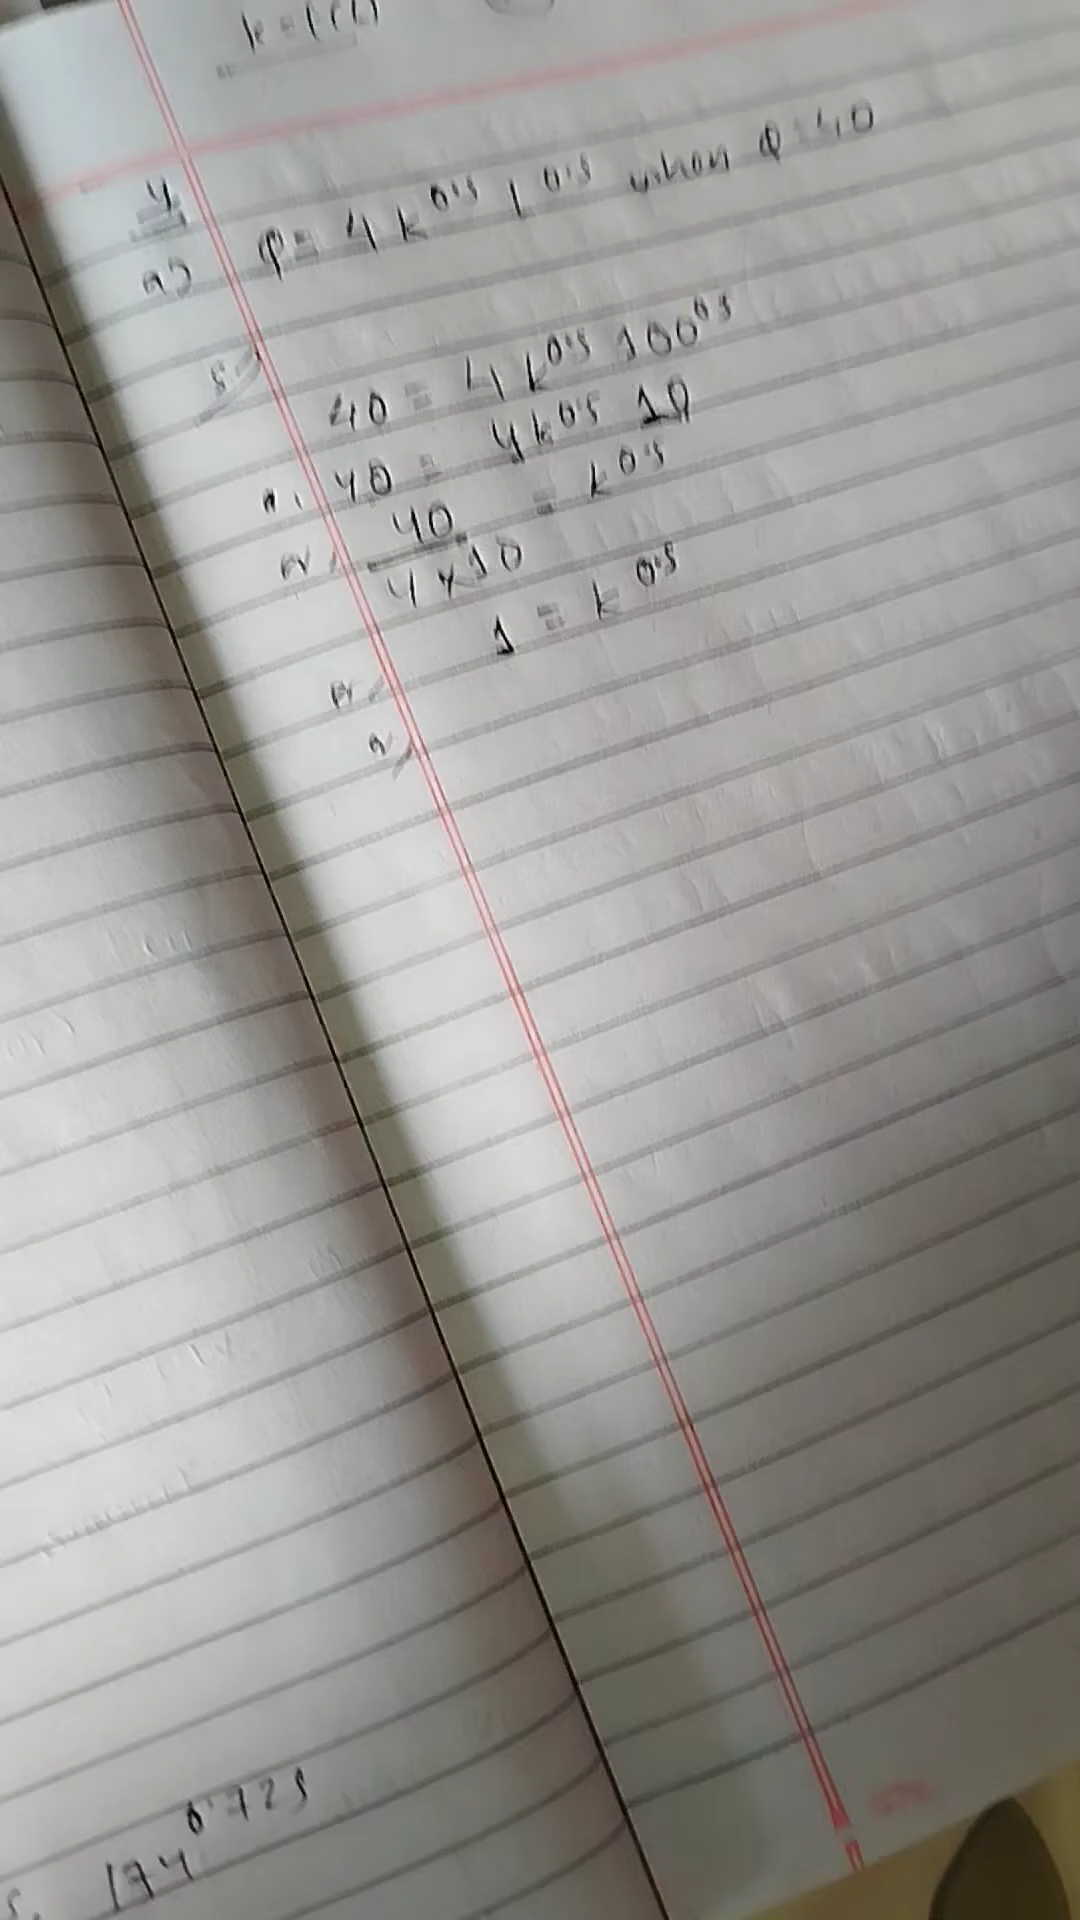 4
a) Q = 4 k^0.5 L^0.5 when Q = 40
40 = 4 k^0.5 100^0.5
40 = 4k^0.5 10
40/4×10 = k^0.5
1 = k^0.5
174^0.725